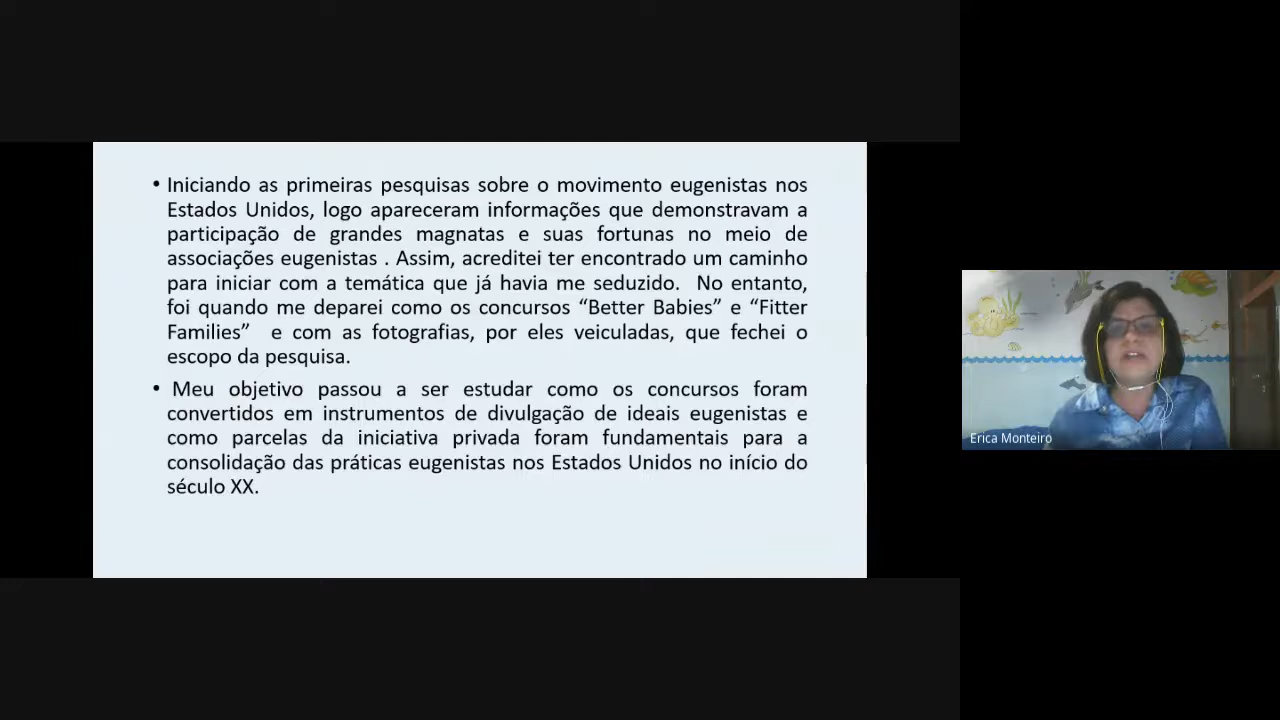 • Iniciando as primeiras pesquisas sobre o movimento eugenistas nos
Estados Unidos, logo apareceram informações que demonstravam a
participação de grandes magnatas e suas fortunas no meio de
associações eugenistas . Assim, acreditei ter encontrado um caminho
para iniciar com a temática que já havia me seduzido. No entanto,
foi quando me deparei como os concursos “Better Babies” e “Fitter
Families” e com as fotografias, por eles veiculadas, que fechei o
escopo da pesquisa.
• Meu objetivo passou a ser estudar como os concursos foram
convertidos em instrumentos de divulgação de ideais eugenistas e
como parcelas da iniciativa privada foram fundamentais para a
consolidação das práticas eugenistas nos Estados Unidos no início do
século XX.
Erica Monteiro